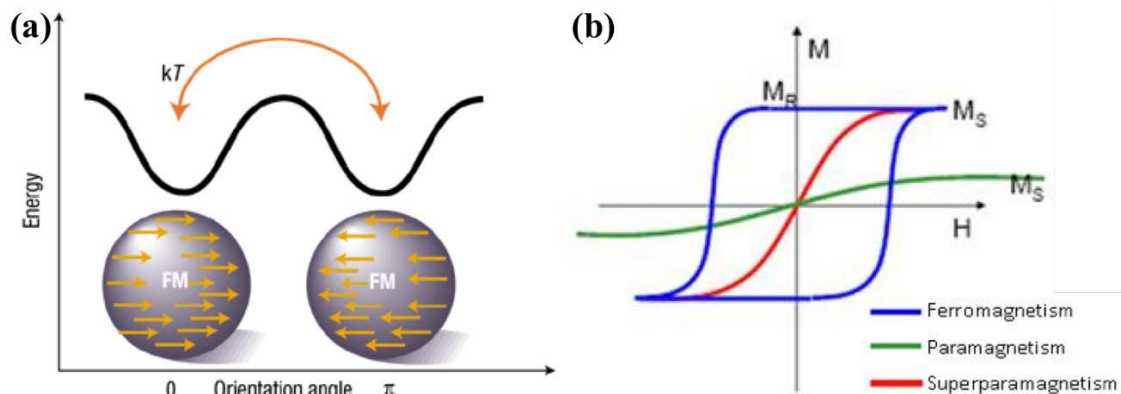 (a)
kT
Energy
FM
FM
0
Orientation angle
π
(b)
M
M_R
M_S
M_S
H
Ferromagnetism
Paramagnetism
Superparamagnetism